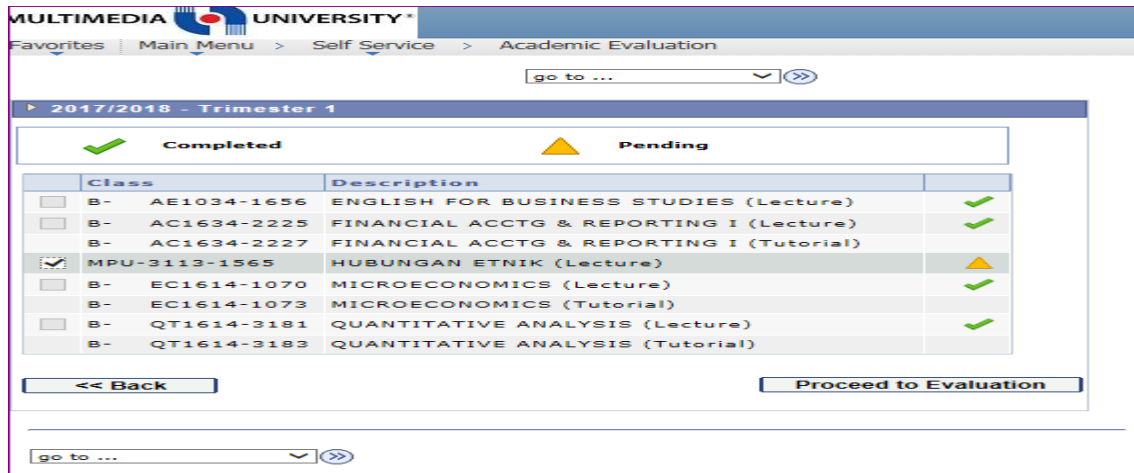 MULTIMEDIA UNIVERSITY
Favorites Main Menu > Self Service > Academic Evaluation
go to ...
2017/2018 - Trimester 1
Completed Pending
Class Description
B- AE1034-1656 ENGLISH FOR BUSINESS STUDIES (Lecture)
B- AC1634-2225 FINANCIAL ACCTG & REPORTING I (Lecture)
B- AC1634-2227 FINANCIAL ACCTG & REPORTING I (Tutorial)
MPU-3113-1565 HUBUNGAN ETNIK (Lecture)
B- EC1614-1070 MICROECONOMICS (Lecture)
B- EC1614-1073 MICROECONOMICS (Tutorial)
B- QT1614-3181 QUANTITATIVE ANALYSIS (Lecture)
B- QT1614-3183 QUANTITATIVE ANALYSIS (Tutorial)
<< Back Proceed to Evaluation
go to ...